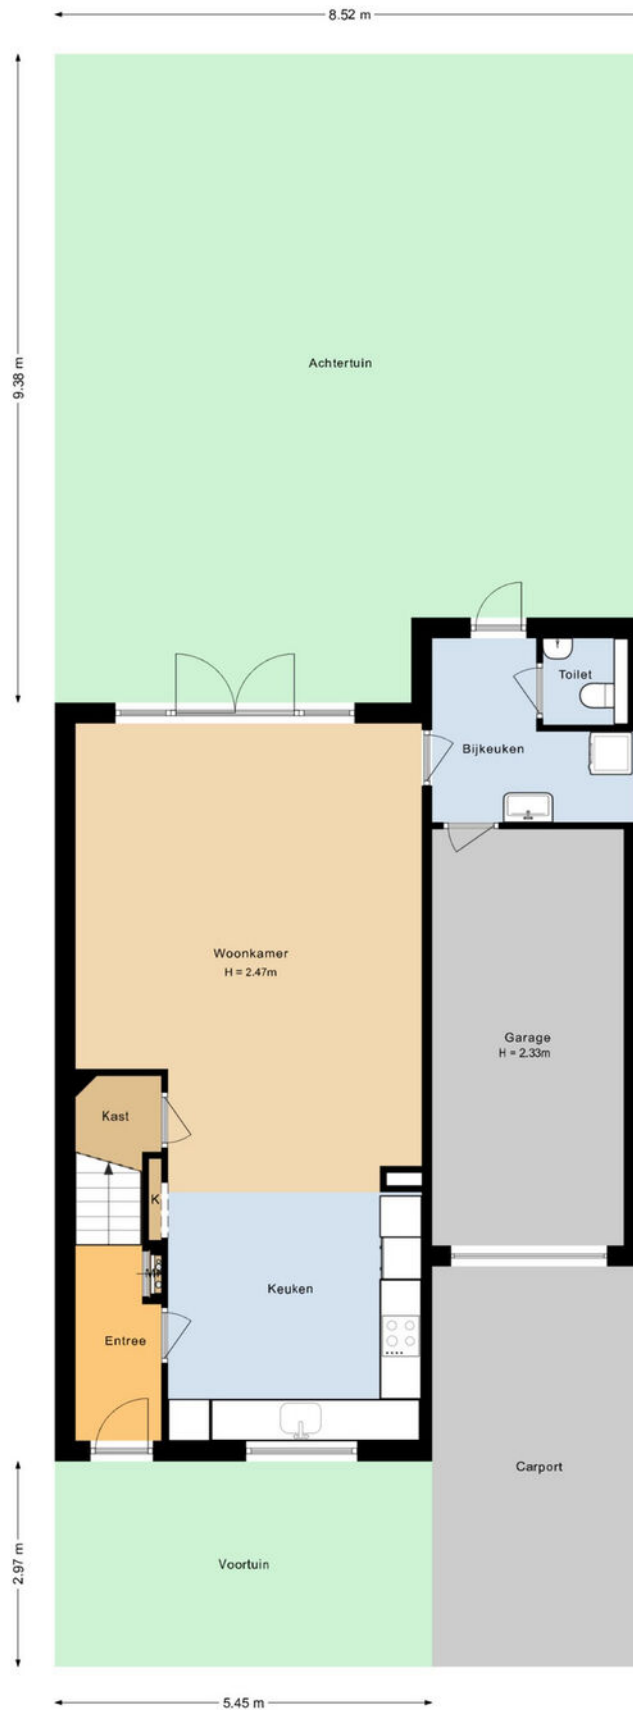 8.52 m
9.38 m
Achtertuin
Toilet
Bijkeuken
Woonkamer
H = 2.47m
Garage
H = 2.33m
Kast
K
Keuken
Entree
Carport
Voortuin
2.97 m
5.45 m